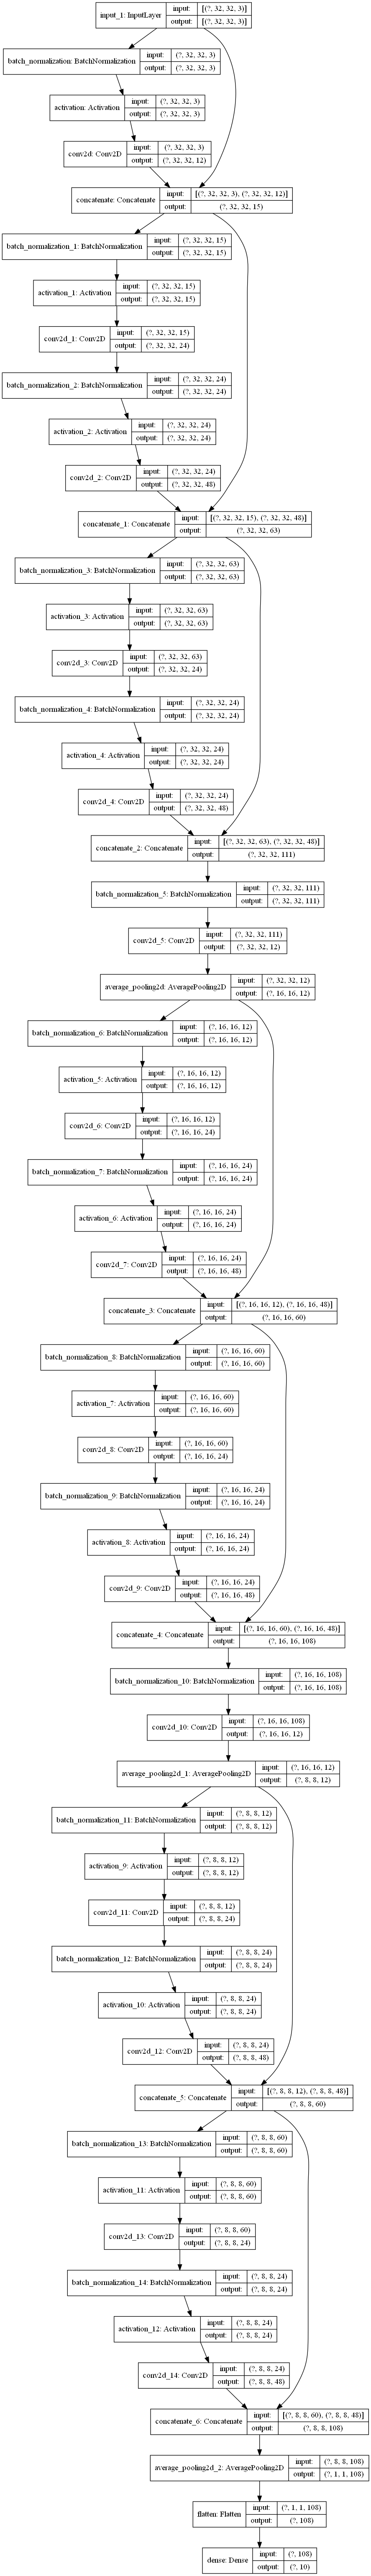 input_1: InputLayer input: [(?, 32, 32, 3)]
output: [(?, 32, 32, 3)]
batch_normalization: BatchNormalization input: (?, 32, 32, 3)
output: (?, 32, 32, 3)
activation: Activation input: (?, 32, 32, 3)
output: (?, 32, 32, 3)
conv2d: Conv2D input: (?, 32, 32, 3)
output: (?, 32, 32, 12)
concatenate: Concatenate input: [(?, 32, 32, 3), (?, 32, 32, 12)]
output: (?, 32, 32, 15)
batch_normalization_1: BatchNormalization input: (?, 32, 32, 15)
output: (?, 32, 32, 15)
activation_1: Activation input: (?, 32, 32, 15)
output: (?, 32, 32, 15)
conv2d_1: Conv2D input: (?, 32, 32, 15)
output: (?, 32, 32, 24)
batch_normalization_2: BatchNormalization input: (?, 32, 32, 24)
output: (?, 32, 32, 24)
activation_2: Activation input: (?, 32, 32, 24)
output: (?, 32, 32, 24)
conv2d_2: Conv2D input: (?, 32, 32, 24)
output: (?, 32, 32, 48)
concatenate_1: Concatenate input: [(?, 32, 32, 15), (?, 32, 32, 48)]
output: (?, 32, 32, 63)
batch_normalization_3: BatchNormalization input: (?, 32, 32, 63)
output: (?, 32, 32, 63)
activation_3: Activation input: (?, 32, 32, 63)
output: (?, 32, 32, 63)
conv2d_3: Conv2D input: (?, 32, 32, 63)
output: (?, 32, 32, 24)
batch_normalization_4: BatchNormalization input: (?, 32, 32, 24)
output: (?, 32, 32, 24)
activation_4: Activation input: (?, 32, 32, 24)
output: (?, 32, 32, 24)
conv2d_4: Conv2D input: (?, 32, 32, 24)
output: (?, 32, 32, 48)
concatenate_2: Concatenate input: [(?, 32, 32, 63), (?, 32, 32, 48)]
output: (?, 32, 32, 111)
batch_normalization_5: BatchNormalization input: (?, 32, 32, 111)
output: (?, 32, 32, 111)
conv2d_5: Conv2D input: (?, 32, 32, 111)
output: (?, 32, 32, 12)
average_pooling2d: AveragePooling2D input: (?, 32, 32, 12)
output: (?, 16, 16, 12)
batch_normalization_6: BatchNormalization input: (?, 16, 16, 12)
output: (?, 16, 16, 12)
activation_5: Activation input: (?, 16, 16, 12)
output: (?, 16, 16, 12)
conv2d_6: Conv2D input: (?, 16, 16, 12)
output: (?, 16, 16, 24)
batch_normalization_7: BatchNormalization input: (?, 16, 16, 24)
output: (?, 16, 16, 24)
activation_6: Activation input: (?, 16, 16, 24)
output: (?, 16, 16, 24)
conv2d_7: Conv2D input: (?, 16, 16, 24)
output: (?, 16, 16, 48)
concatenate_3: Concatenate input: [(?, 16, 16, 12), (?, 16, 16, 48)]
output: (?, 16, 16, 60)
batch_normalization_8: BatchNormalization input: (?, 16, 16, 60)
output: (?, 16, 16, 60)
activation_7: Activation input: (?, 16, 16, 60)
output: (?, 16, 16, 60)
conv2d_8: Conv2D input: (?, 16, 16, 60)
output: (?, 16, 16, 24)
batch_normalization_9: BatchNormalization input: (?, 16, 16, 24)
output: (?, 16, 16, 24)
activation_8: Activation input: (?, 16, 16, 24)
output: (?, 16, 16, 24)
conv2d_9: Conv2D input: (?, 16, 16, 24)
output: (?, 16, 16, 48)
concatenate_4: Concatenate input: [(?, 16, 16, 60), (?, 16, 16, 48)]
output: (?, 16, 16, 108)
batch_normalization_10: BatchNormalization input: (?, 16, 16, 108)
output: (?, 16, 16, 108)
conv2d_10: Conv2D input: (?, 16, 16, 108)
output: (?, 16, 16, 12)
average_pooling2d_1: AveragePooling2D input: (?, 16, 16, 12)
output: (?, 8, 8, 12)
batch_normalization_11: BatchNormalization input: (?, 8, 8, 12)
output: (?, 8, 8, 12)
activation_9: Activation input: (?, 8, 8, 12)
output: (?, 8, 8, 12)
conv2d_11: Conv2D input: (?, 8, 8, 12)
output: (?, 8, 8, 24)
batch_normalization_12: BatchNormalization input: (?, 8, 8, 24)
output: (?, 8, 8, 24)
activation_10: Activation input: (?, 8, 8, 24)
output: (?, 8, 8, 24)
conv2d_12: Conv2D input: (?, 8, 8, 24)
output: (?, 8, 8, 48)
concatenate_5: Concatenate input: [(?, 8, 8, 12), (?, 8, 8, 48)]
output: (?, 8, 8, 60)
batch_normalization_13: BatchNormalization input: (?, 8, 8, 60)
output: (?, 8, 8, 60)
activation_11: Activation input: (?, 8, 8, 60)
output: (?, 8, 8, 60)
conv2d_13: Conv2D input: (?, 8, 8, 60)
output: (?, 8, 8, 24)
batch_normalization_14: BatchNormalization input: (?, 8, 8, 24)
output: (?, 8, 8, 24)
activation_12: Activation input: (?, 8, 8, 24)
output: (?, 8, 8, 24)
conv2d_14: Conv2D input: (?, 8, 8, 24)
output: (?, 8, 8, 48)
concatenate_6: Concatenate input: [(?, 8, 8, 60), (?, 8, 8, 48)]
output: (?, 8, 8, 108)
average_pooling2d_2: AveragePooling2D input: (?, 8, 8, 108)
output: (?, 1, 1, 108)
flatten: Flatten input: (?, 1, 1, 108)
output: (?, 108)
dense: Dense input: (?, 108)
output: (?, 10)